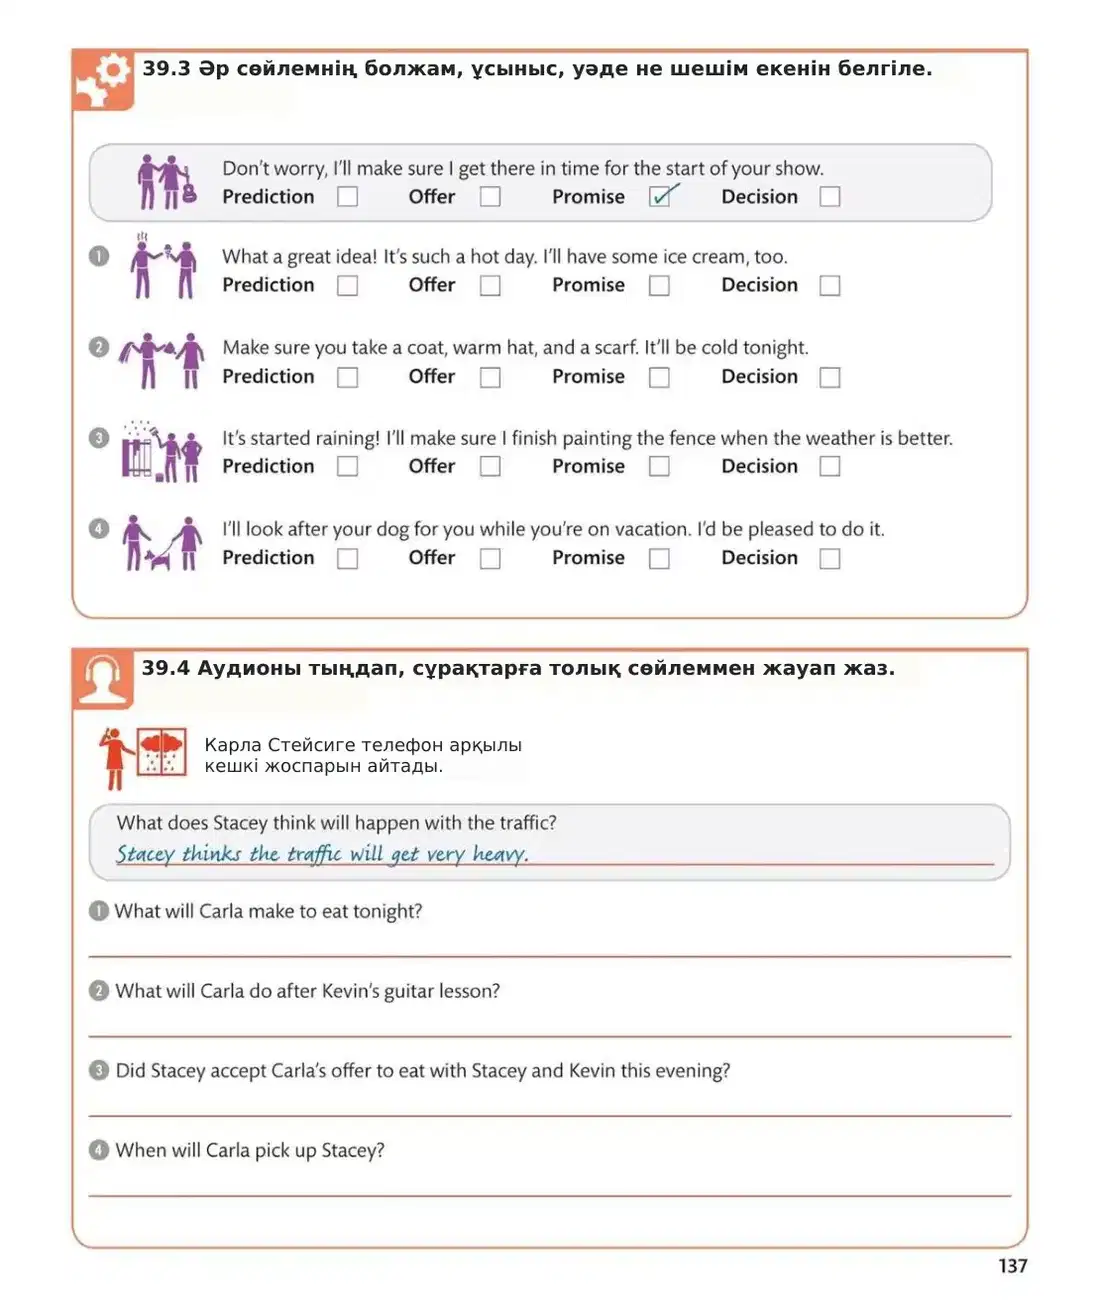 39.3 Әр сөйлемнің болжам, ұсыныс, уәде не шешім екенін белгіле.
Don't worry, I'll make sure I get there in time for the start of your show.
Prediction Offer Promise ✓ Decision
1 What a great idea! It's such a hot day. I'll have some ice cream, too.
Prediction Offer Promise Decision
2 Make sure you take a coat, warm hat, and a scarf. It'll be cold tonight.
Prediction Offer Promise Decision
3 It's started raining! I'll make sure I finish painting the fence when the weather is better.
Prediction Offer Promise Decision
4 I'll look after your dog for you while you're on vacation. I'd be pleased to do it.
Prediction Offer Promise Decision
39.4 Аудионы тыңдап, сұрақтарға толық сөйлеммен жауап жаз.
Карла Стейсиге телефон арқылы
кешкі жоспарын айтады.
What does Stacey think will happen with the traffic?
Stacey thinks the traffic will get very heavy.
1 What will Carla make to eat tonight?
2 What will Carla do after Kevin's guitar lesson?
3 Did Stacey accept Carla's offer to eat with Stacey and Kevin this evening?
4 When will Carla pick up Stacey?
137